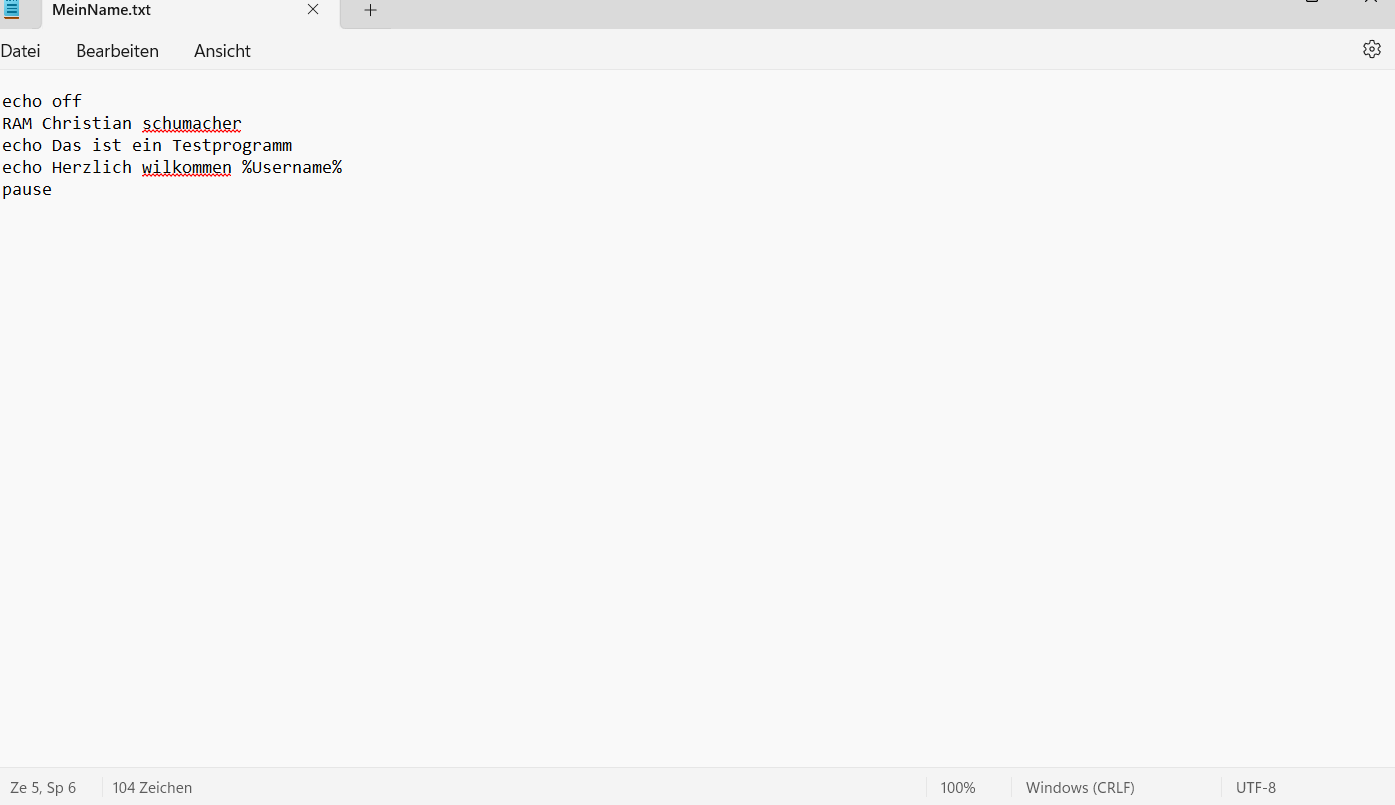 MeinName.txt
Datei Bearbeiten Ansicht
echo off
RAM Christian schumacher
echo Das ist ein Testprogramm
echo Herzlich wilkommen %Username%
pause
Ze 5, Sp 6 104 Zeichen 100% Windows (CRLF) UTF-8